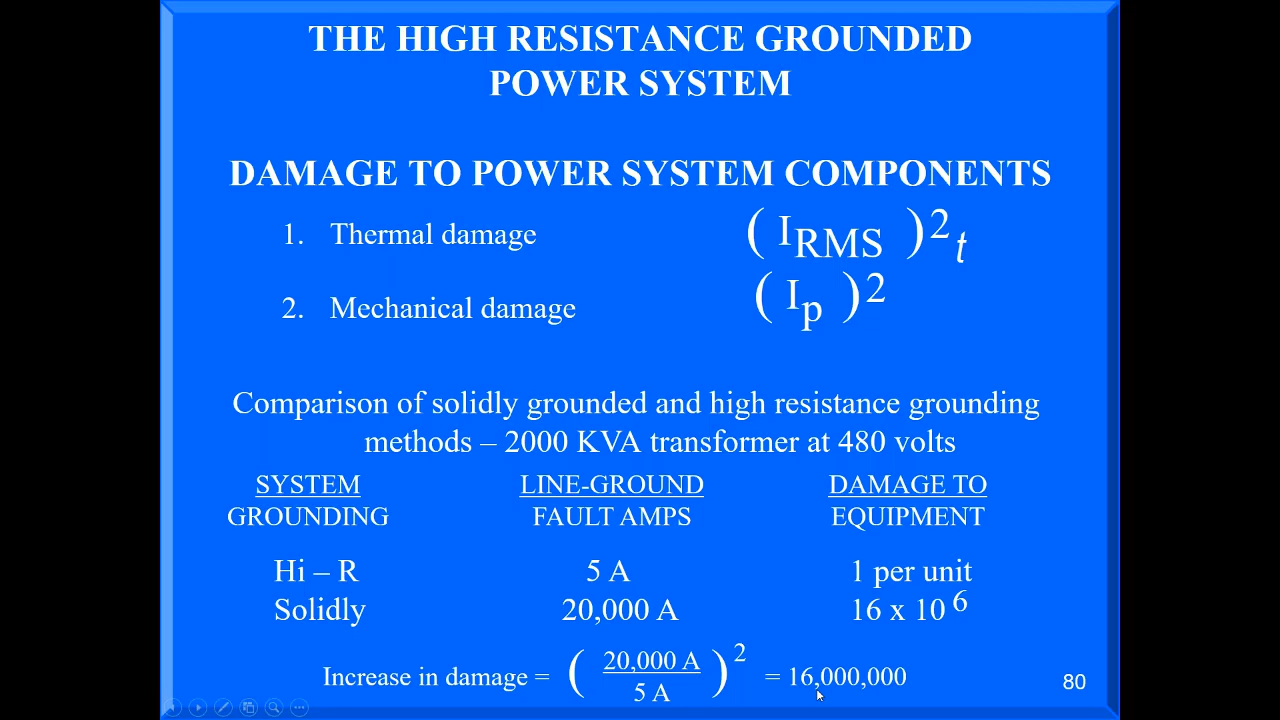 THE HIGH RESISTANCE GROUNDED
POWER SYSTEM
DAMAGE TO POWER SYSTEM COMPONENTS
1. Thermal damage ( I RMS )2 t
2. Mechanical damage ( I p )2
Comparison of solidly grounded and high resistance grounding
methods – 2000 KVA transformer at 480 volts
SYSTEM LINE-GROUND DAMAGE TO
GROUNDING FAULT AMPS EQUIPMENT
Hi – R 5 A 1 per unit
Solidly 20,000 A 16 x 10 6
Increase in damage = ( 20,000 A / 5 A )2 = 16,000,000
80